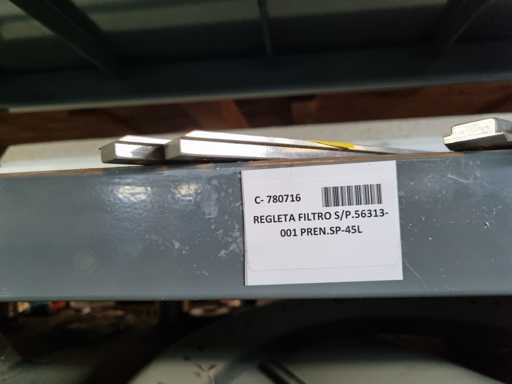 C- 780716
REGLETA FILTRO S/P.56313-
001 PREN.SP-45L